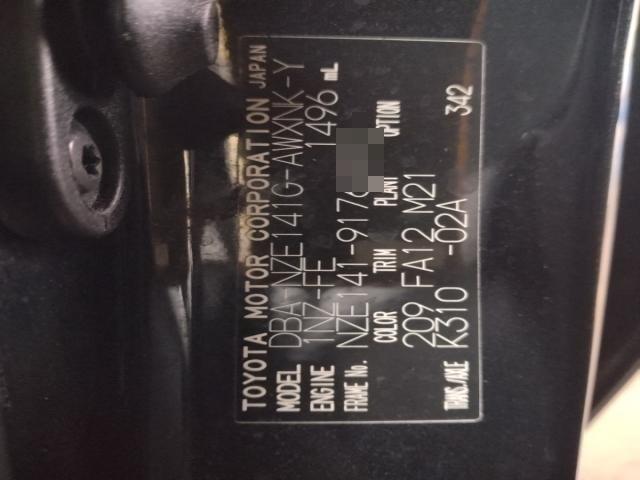 TOYOTA MOTOR CORPORATION JAPAN
MODEL DBA-NZE141G-AWXNK-Y
ENGINE 1NZ-FE 1496 mL
FRAME No. NZE141-9176
COLOR TRIM PLANT OPTION
209 FA12 M21
TRANS./AXLE K310 -02A 342